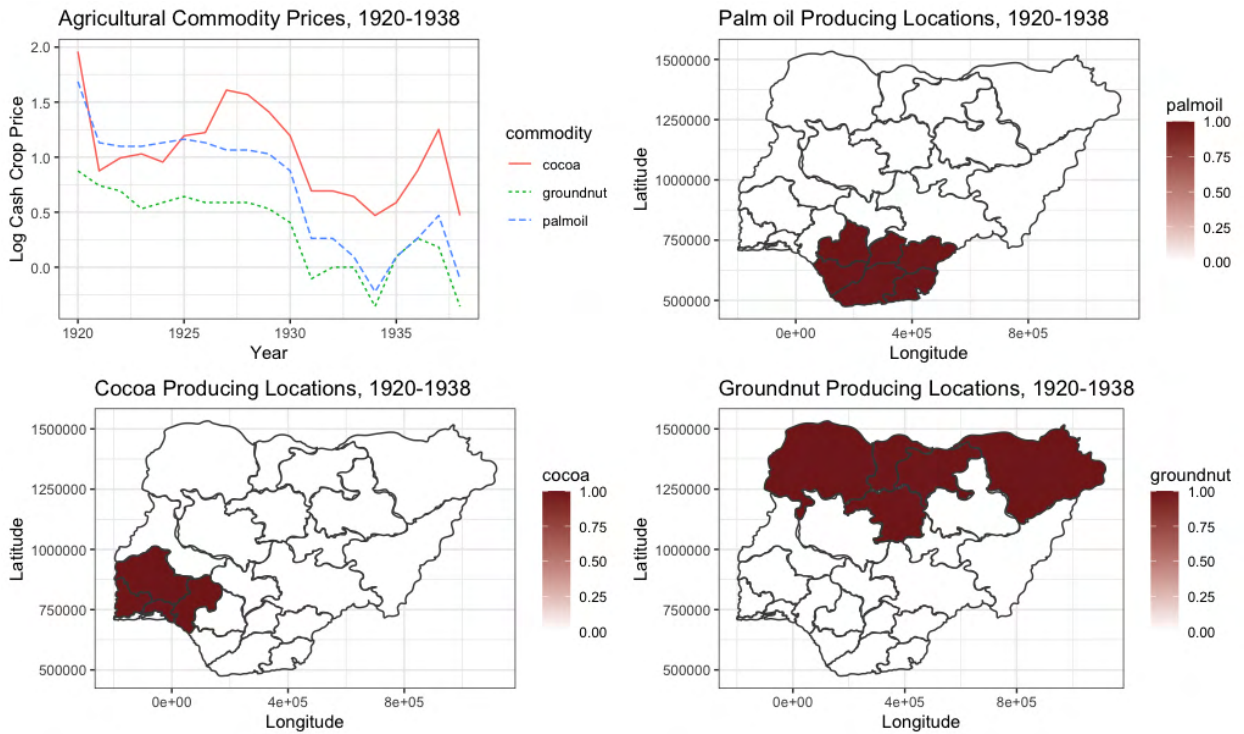 Agricultural Commodity Prices, 1920-1938
Log Cash Crop Price
2.0
1.5
1.0
0.5
0.0
1920
1925
1930
1935
Year
commodity
cocoa
groundnut
palmoil
Palm oil Producing Locations, 1920-1938
Latitude
1500000
1250000
1000000
750000
500000
0e+00
4e+05
8e+05
Longitude
palmoil
1.00
0.75
0.50
0.25
0.00
Cocoa Producing Locations, 1920-1938
Latitude
1500000
1250000
1000000
750000
500000
0e+00
4e+05
8e+05
Longitude
cocoa
1.00
0.75
0.50
0.25
0.00
Groundnut Producing Locations, 1920-1938
Latitude
1500000
1250000
1000000
750000
500000
0e+00
4e+05
8e+05
Longitude
groundnut
1.00
0.75
0.50
0.25
0.00